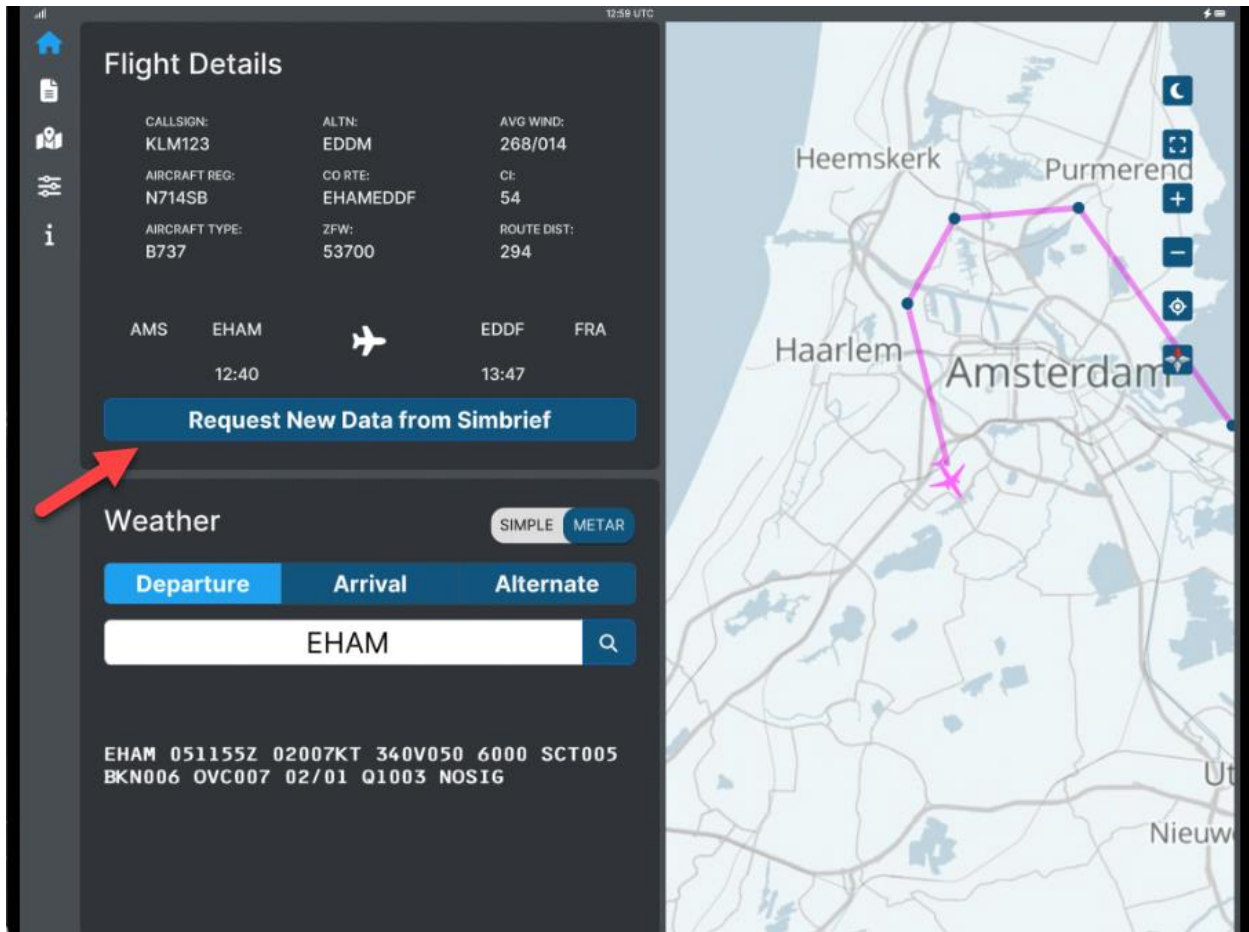 12:59 UTC
Flight Details
CALLSIGN: ALTN: AVG WIND:
KLM123 EDDM 268/014
AIRCRAFT REG: CO RTE: CI:
N714SB EHAMEDDF 54
AIRCRAFT TYPE: ZFW: ROUTE DIST:
B737 53700 294
AMS EHAM EDDF FRA
12:40 13:47
Request New Data from Simbrief
Weather
SIMPLE METAR
Departure Arrival Alternate
EHAM
EHAM 051155Z 02007KT 340V050 6000 SCT005
BKN006 OVC007 02/01 Q1003 NOSIG
Heemskerk
Purmerend
Haarlem
Amsterdam
Ut
Nieuw